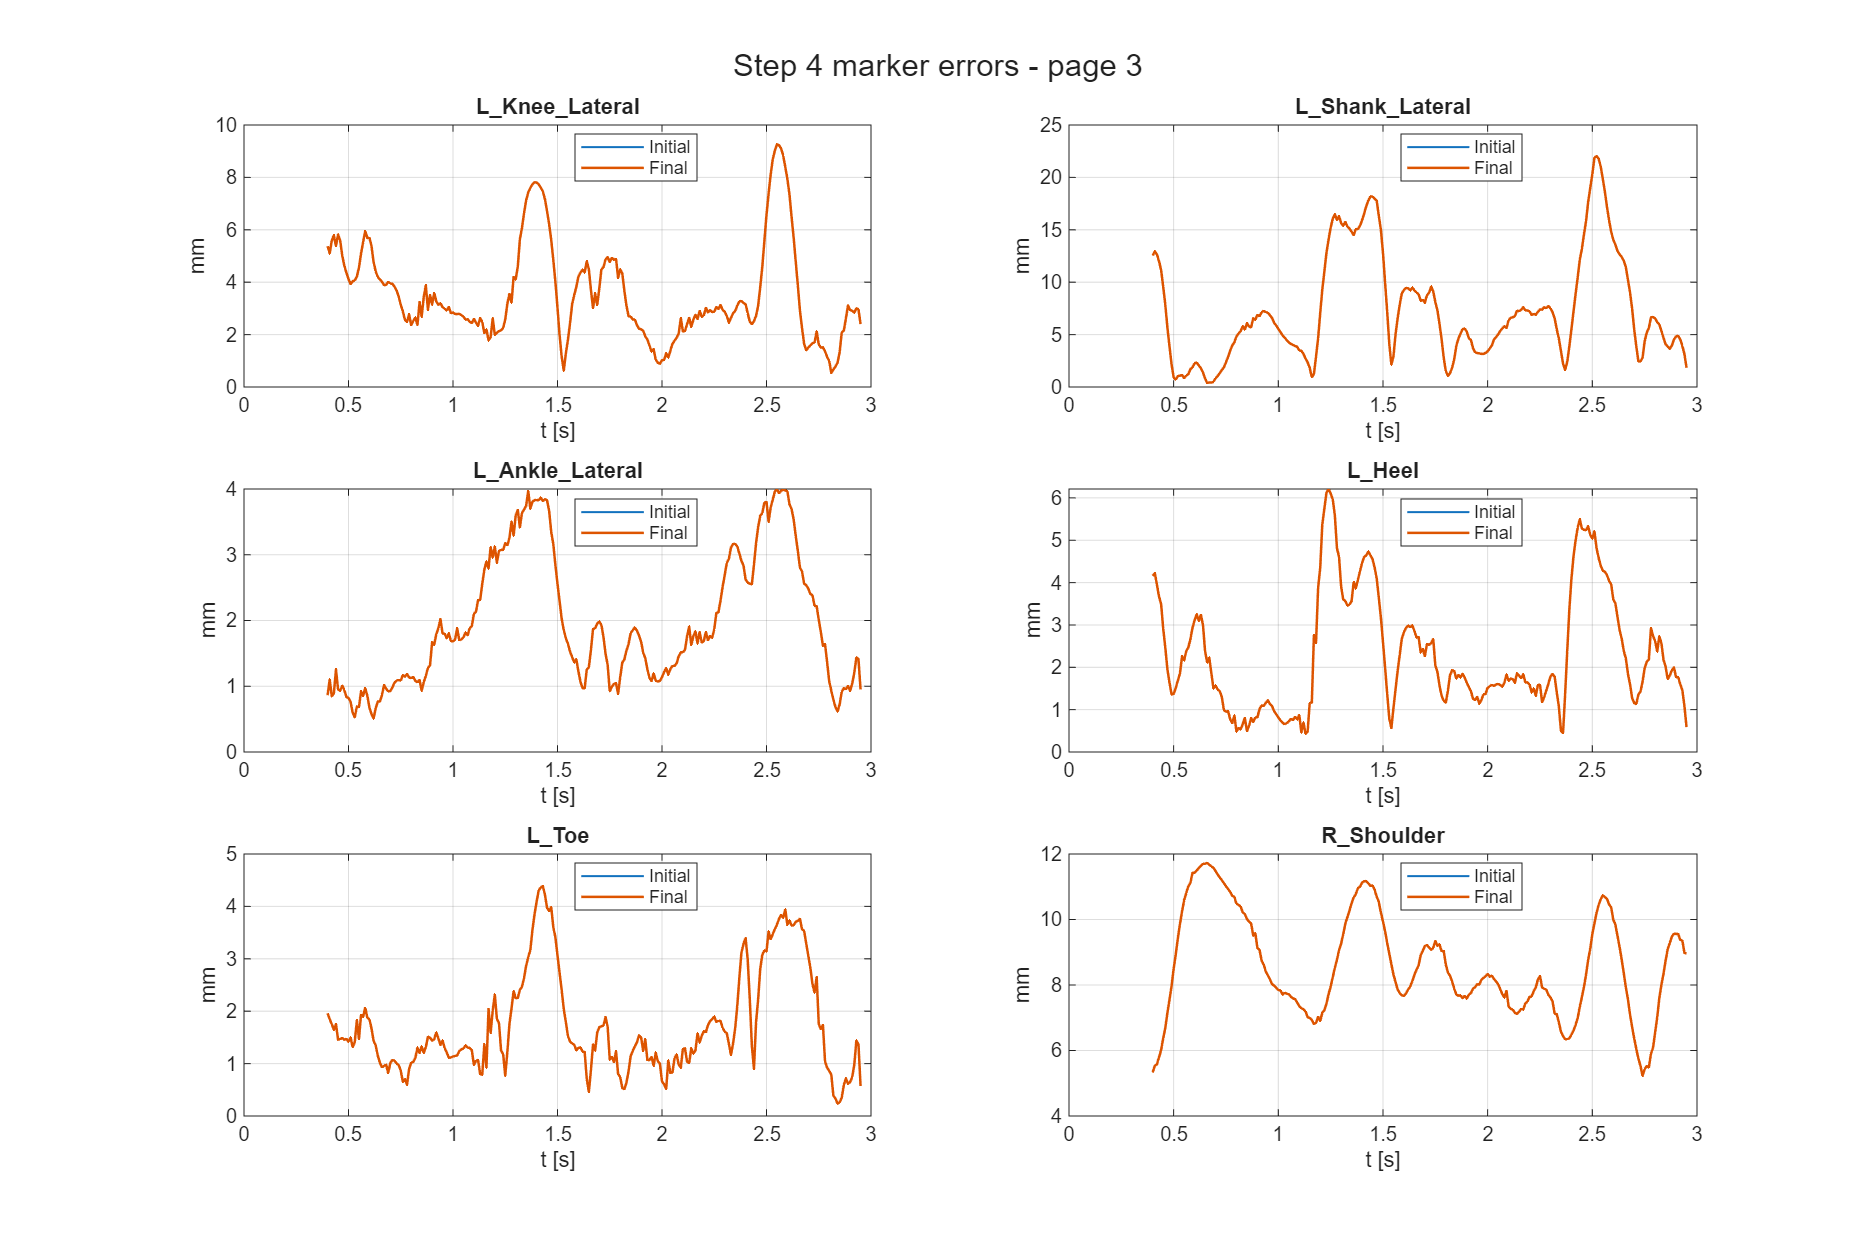 Step 4 marker errors - page 3
L_Knee_Lateral
10
8
6
4
2
0
mm
0 0.5 1 1.5 2 2.5 3
t [s]
Initial
Final
L_Shank_Lateral
25
20
15
10
5
0
mm
0 0.5 1 1.5 2 2.5 3
t [s]
Initial
Final
L_Ankle_Lateral
4
3
2
1
0
mm
0 0.5 1 1.5 2 2.5 3
t [s]
Initial
Final
L_Heel
6
5
4
3
2
1
0
mm
0 0.5 1 1.5 2 2.5 3
t [s]
Initial
Final
L_Toe
5
4
3
2
1
0
mm
0 0.5 1 1.5 2 2.5 3
t [s]
Initial
Final
R_Shoulder
12
10
8
6
4
mm
0 0.5 1 1.5 2 2.5 3
t [s]
Initial
Final